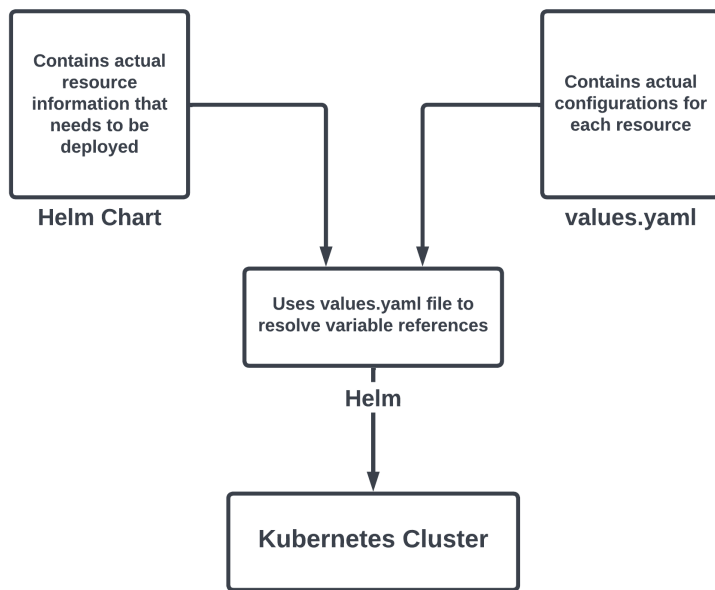 Contains actual
resource
information that
needs to be
deployed
Helm Chart
Contains actual
configurations for
each resource
values.yaml
Uses values.yaml file to
resolve variable references
Helm
Kubernetes Cluster